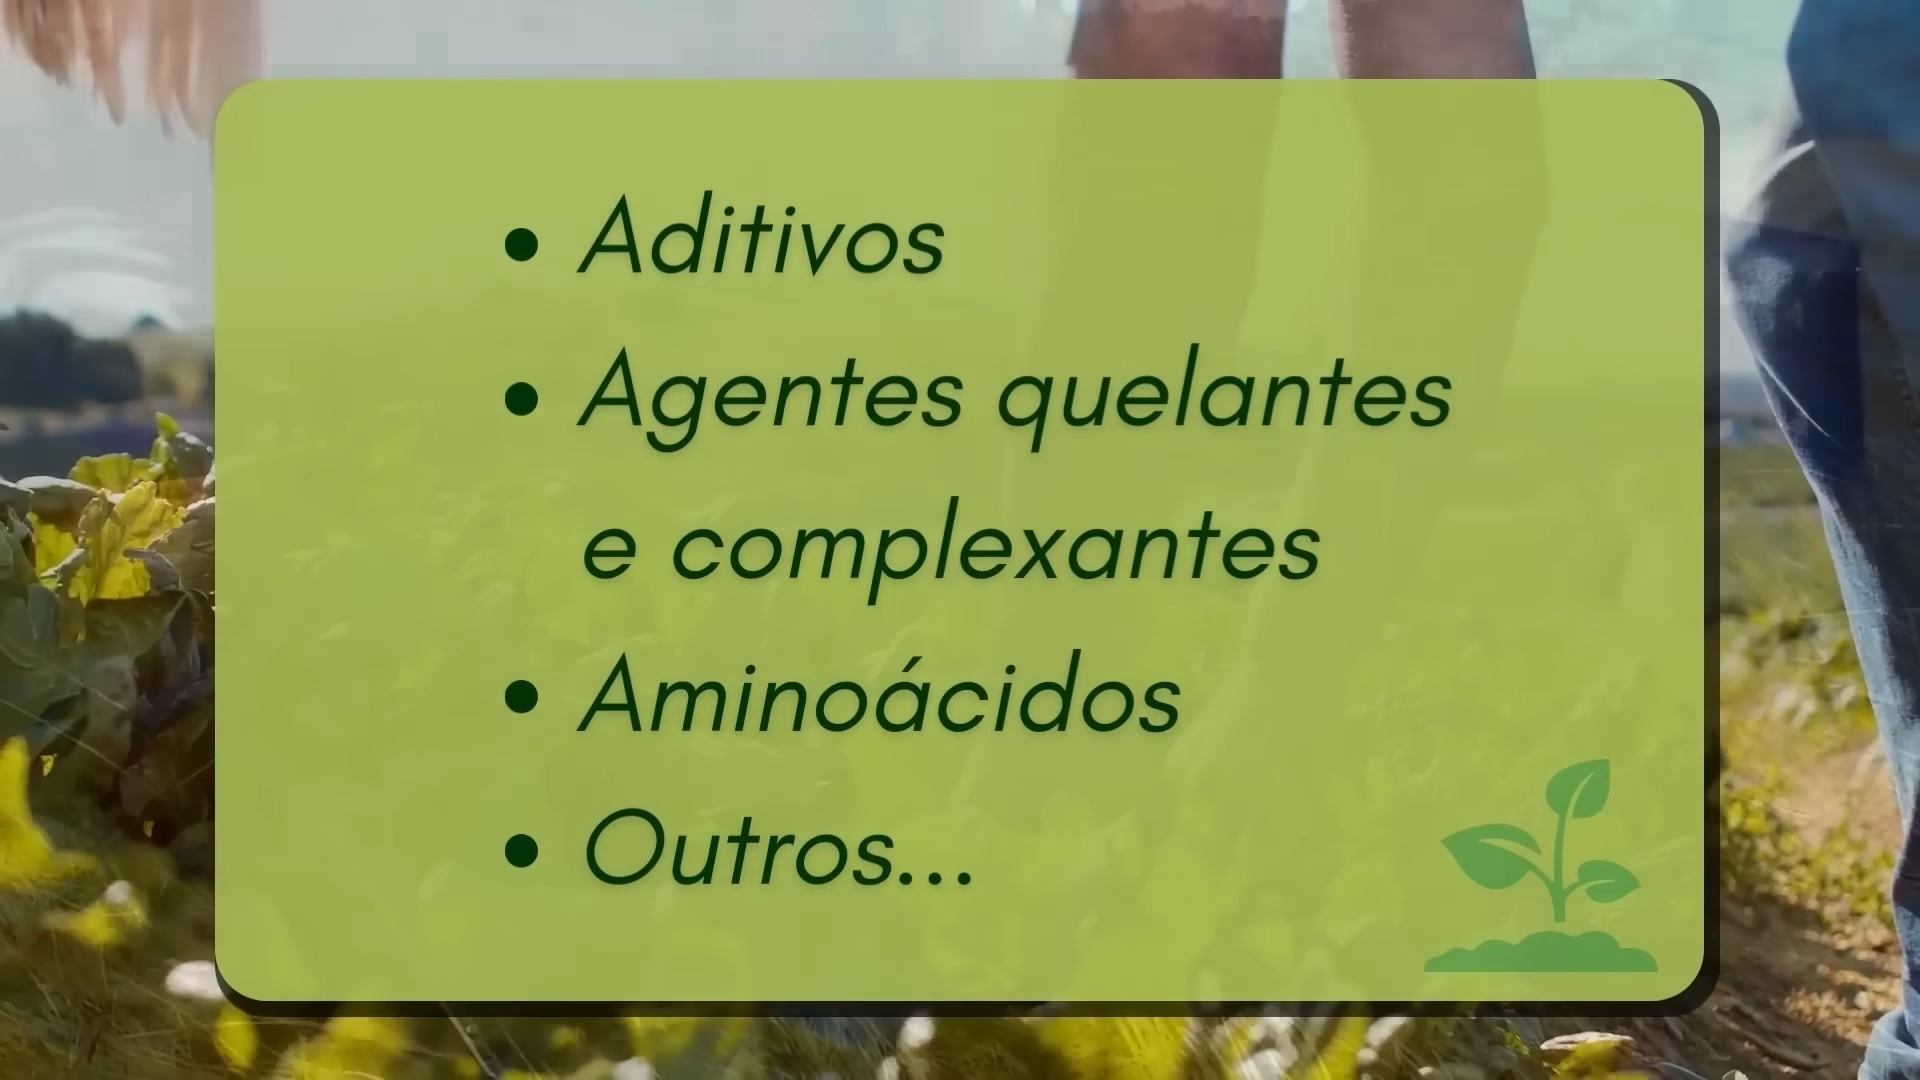 • Aditivos
• Agentes quelantes
e complexantes
• Aminoácidos
• Outros...